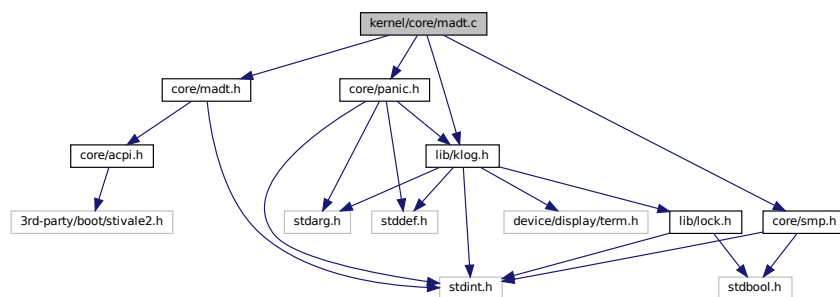 kernel/core/madt.c
core/madt.h
core/panic.h
core/acpi.h
lib/klog.h
3rd-party/boot/stivale2.h
stdarg.h
stddef.h
device/display/term.h
lib/lock.h
core/smp.h
stdint.h
stdbool.h